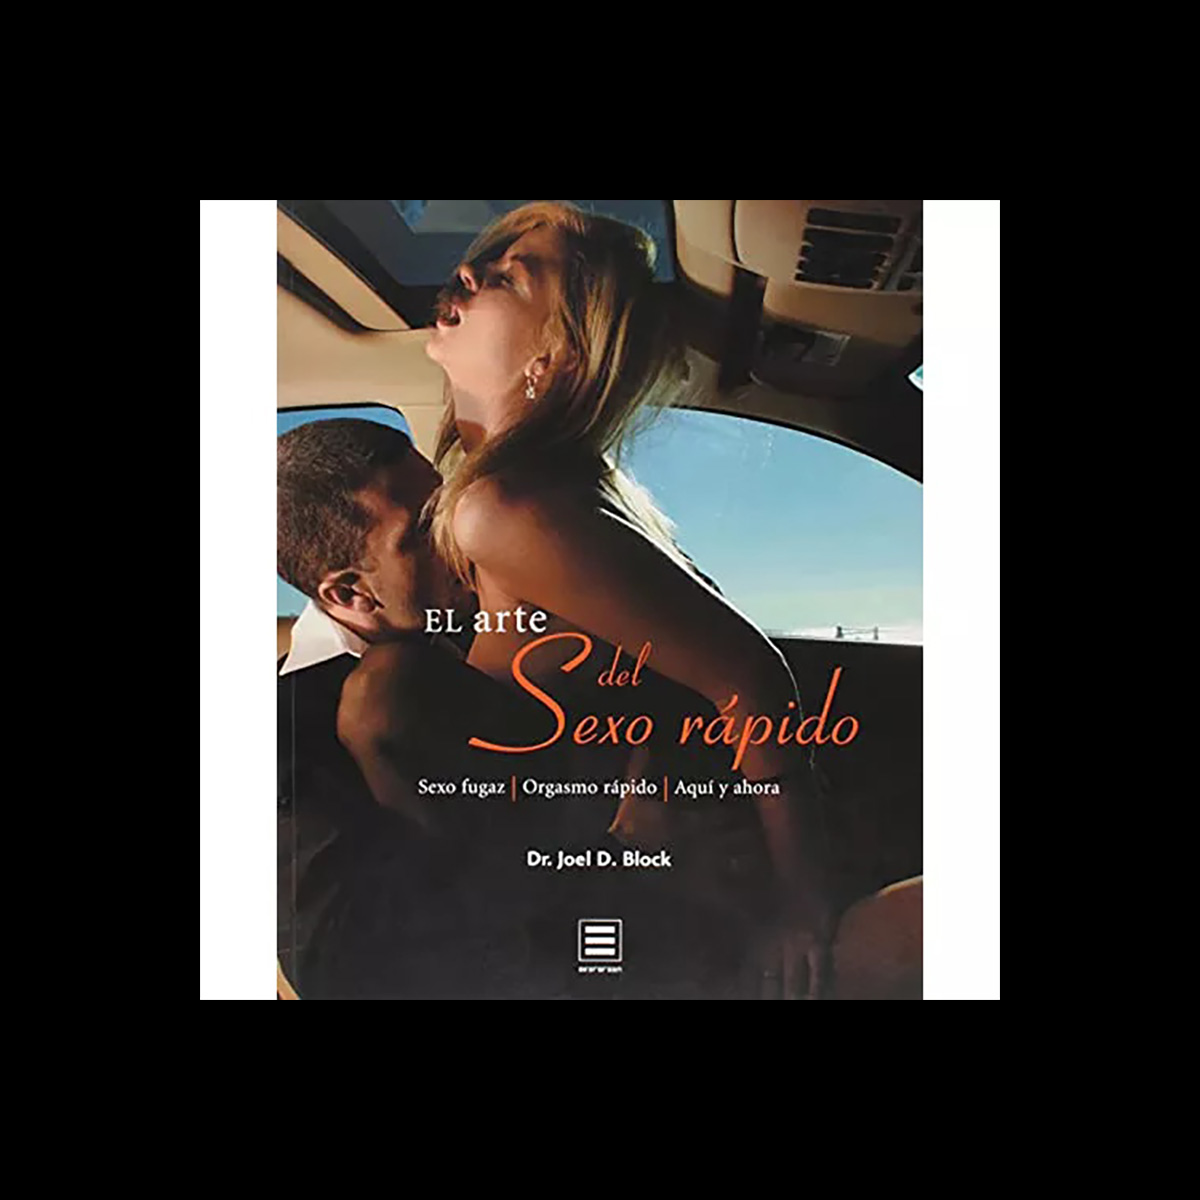 EL arte
del
Sexo rápido
Sexo fugaz | Orgasmo rápido | Aquí y ahora
Dr. Joel D. Block